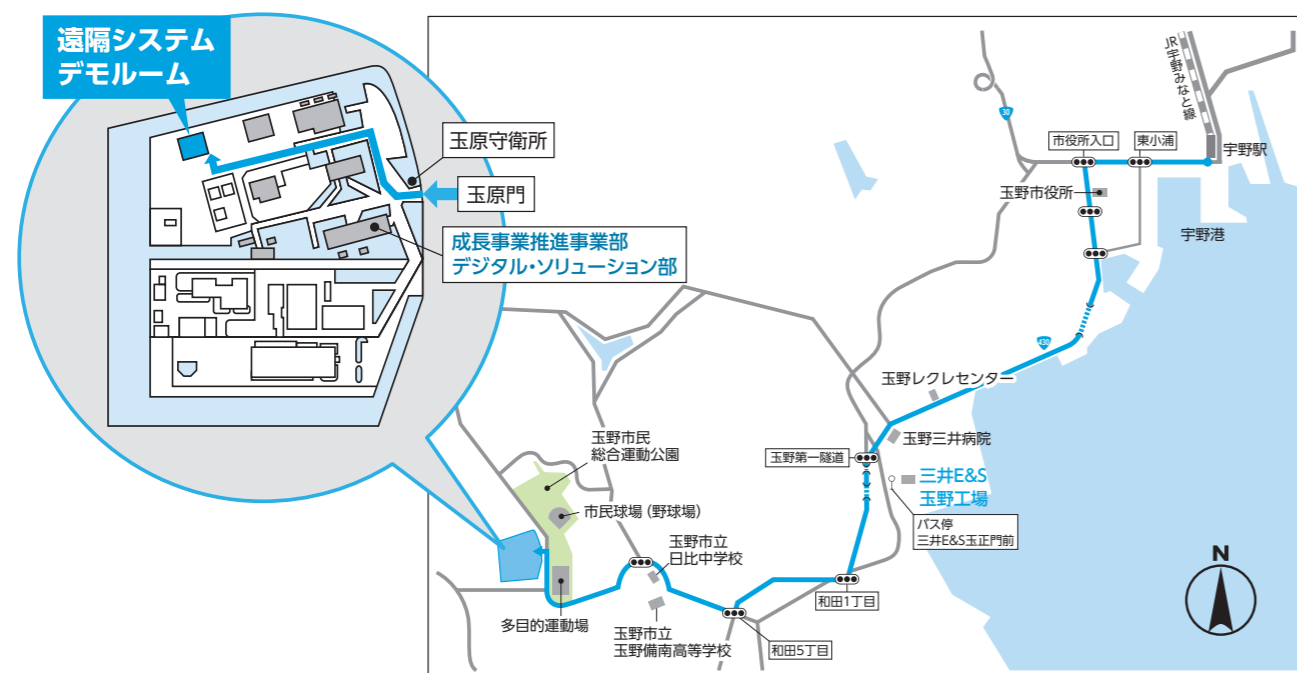 遠隔システム
デモルーム
玉原守衛所
玉原門
成長事業推進事業部
デジタル・ソリューション部
JR宇野みなと線
30
市役所入口
東小浦
宇野駅
玉野市役所
宇野港
430
玉野レクレセンター
玉野三井病院
玉野第一隧道
三井E&S
玉野工場
バス停
三井E&S玉正門前
玉野市民
総合運動公園
市民球場（野球場）
玉野市立
日比中学校
和田1丁目
多目的運動場
玉野市立
玉野備南高等学校
和田5丁目
N